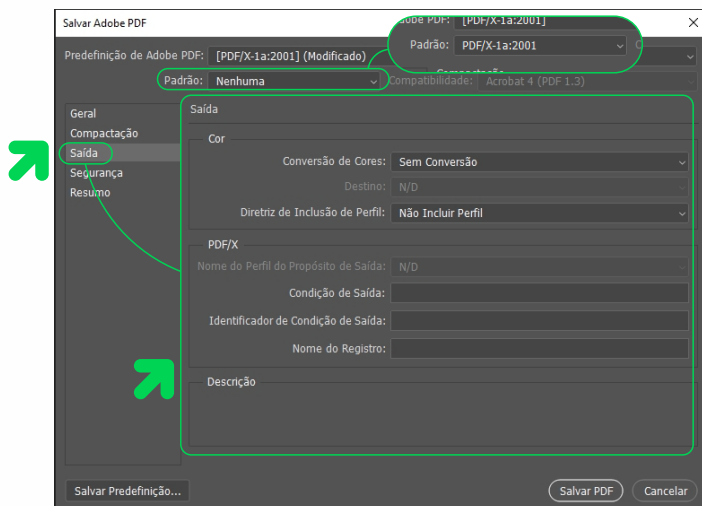 Salvar Adobe PDF
Adobe PDF: [PDF/X-1a:2001]
Padrão: PDF/X-1a:2001
Predefinição de Adobe PDF: [PDF/X-1a:2001] (Modificado)
Padrão: Nenhuma
Compatibilidade: Acrobat 4 (PDF 1.3)
Geral
Compactação
Saída
Segurança
Resumo
Saída
Cor
Conversão de Cores: Sem Conversão
Destino: N/D
Diretriz de Inclusão de Perfil: Não Incluir Perfil
PDF/X
Nome do Perfil do Propósito de Saída: N/D
Condição de Saída:
Identificador de Condição de Saída:
Nome do Registro:
Descrição
Salvar Predefinição...
Salvar PDF
Cancelar